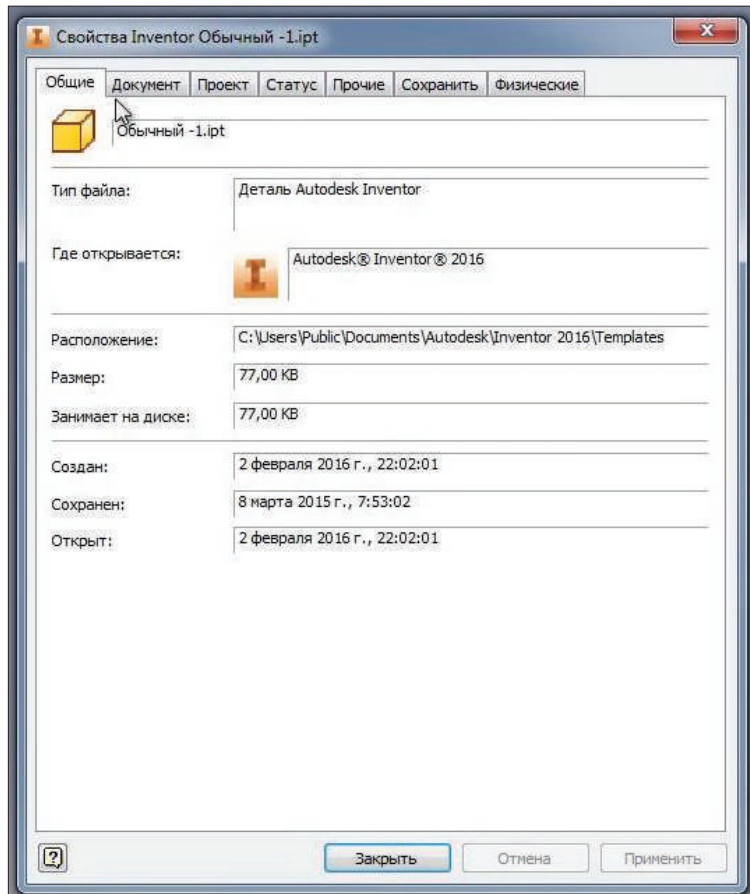 Свойства Inventor Обычный -1.ipt
Общие Документ Проект Статус Прочие Сохранить Физические
Обычный -1.ipt
Тип файла: Деталь Autodesk Inventor
Где открывается: Autodesk® Inventor® 2016
Расположение: C:\Users\Public\Documents\Autodesk\Inventor 2016\Templates
Размер: 77,00 KB
Занимает на диске: 77,00 KB
Создан: 2 февраля 2016 г., 22:02:01
Сохранен: 8 марта 2015 г., 7:53:02
Открыт: 2 февраля 2016 г., 22:02:01
Закрыть Отмена Применить